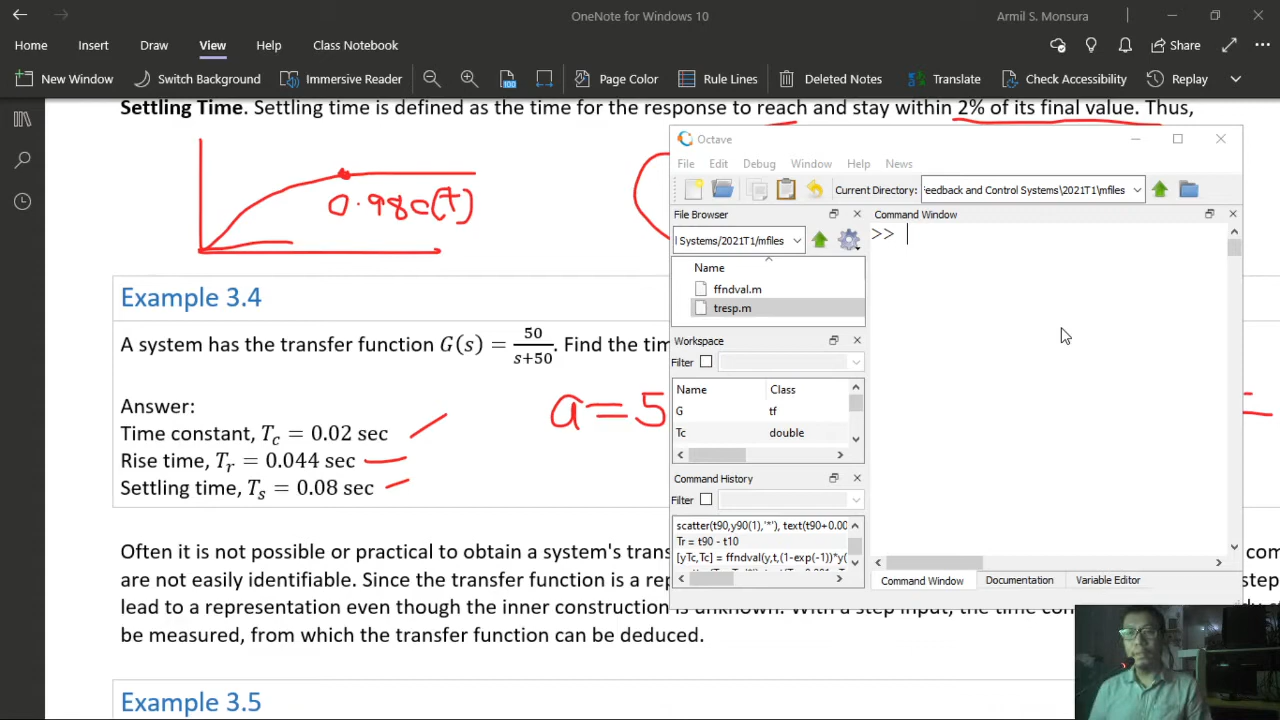 OneNote for Windows 10
Armil S. Monsura
Home Insert Draw View Help Class Notebook
Share
New Window Switch Background Immersive Reader Page Color Rule Lines Deleted Notes Translate Check Accessibility Replay
Settling Time. Settling time is defined as the time for the response to reach and stay within 2% of its final value. Thus,
0.98c(t)
Example 3.4
A system has the transfer function G(s) = 50/s+50. Find the tim
Answer:
Time constant, Tc = 0.02 sec
Rise time, Tr = 0.044 sec
Settling time, Ts = 0.08 sec
a=5
=
Often it is not possible or practical to obtain a system's trans
com
are not easily identifiable. Since the transfer function is a rep
step
lead to a representation even though the inner construction is unknown. With a step input, the time con
be measured, from which the transfer function can be deduced.
Example 3.5
Octave
File Edit Debug Window Help News
Current Directory: eedback and Control Systems\2021T1\mfiles
File Browser
l Systems/2021T1/mfiles
Name
ffndval.m
tresp.m
Workspace
Filter
Name Class
G tf
Tc double
Command History
Filter
scatter(t90,y90(1),'*'), text(t90+0.00
Tr = t90 - t10
[yTc,Tc] = ffndval(y,t,(1-exp(-1))*y(
Command Window
>>
Command Window Documentation Variable Editor